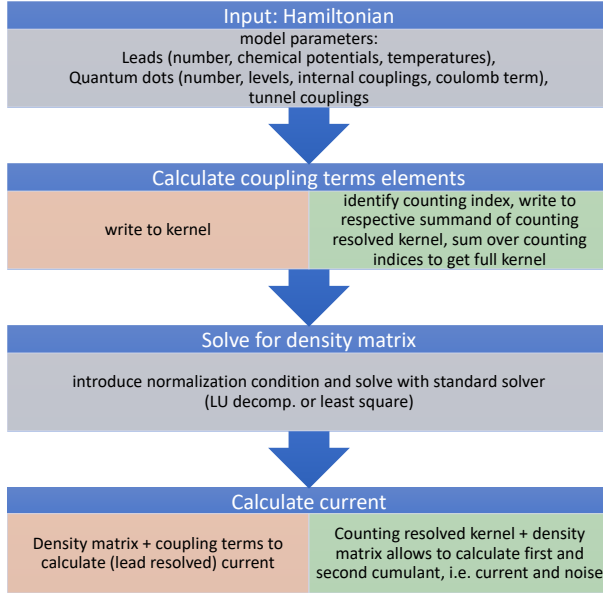 Input: Hamiltonian
model parameters:
Leads (number, chemical potentials, temperatures),
Quantum dots (number, levels, internal couplings, coulomb term),
tunnel couplings
Calculate coupling terms elements
write to kernel
identify counting index, write to
respective summand of counting
resolved kernel, sum over counting
indices to get full kernel
Solve for density matrix
introduce normalization condition and solve with standard solver
(LU decomp. or least square)
Calculate current
Density matrix + coupling terms to
calculate (lead resolved) current
Counting resolved kernel + density
matrix allows to calculate first and
second cumulant, i.e. current and noise